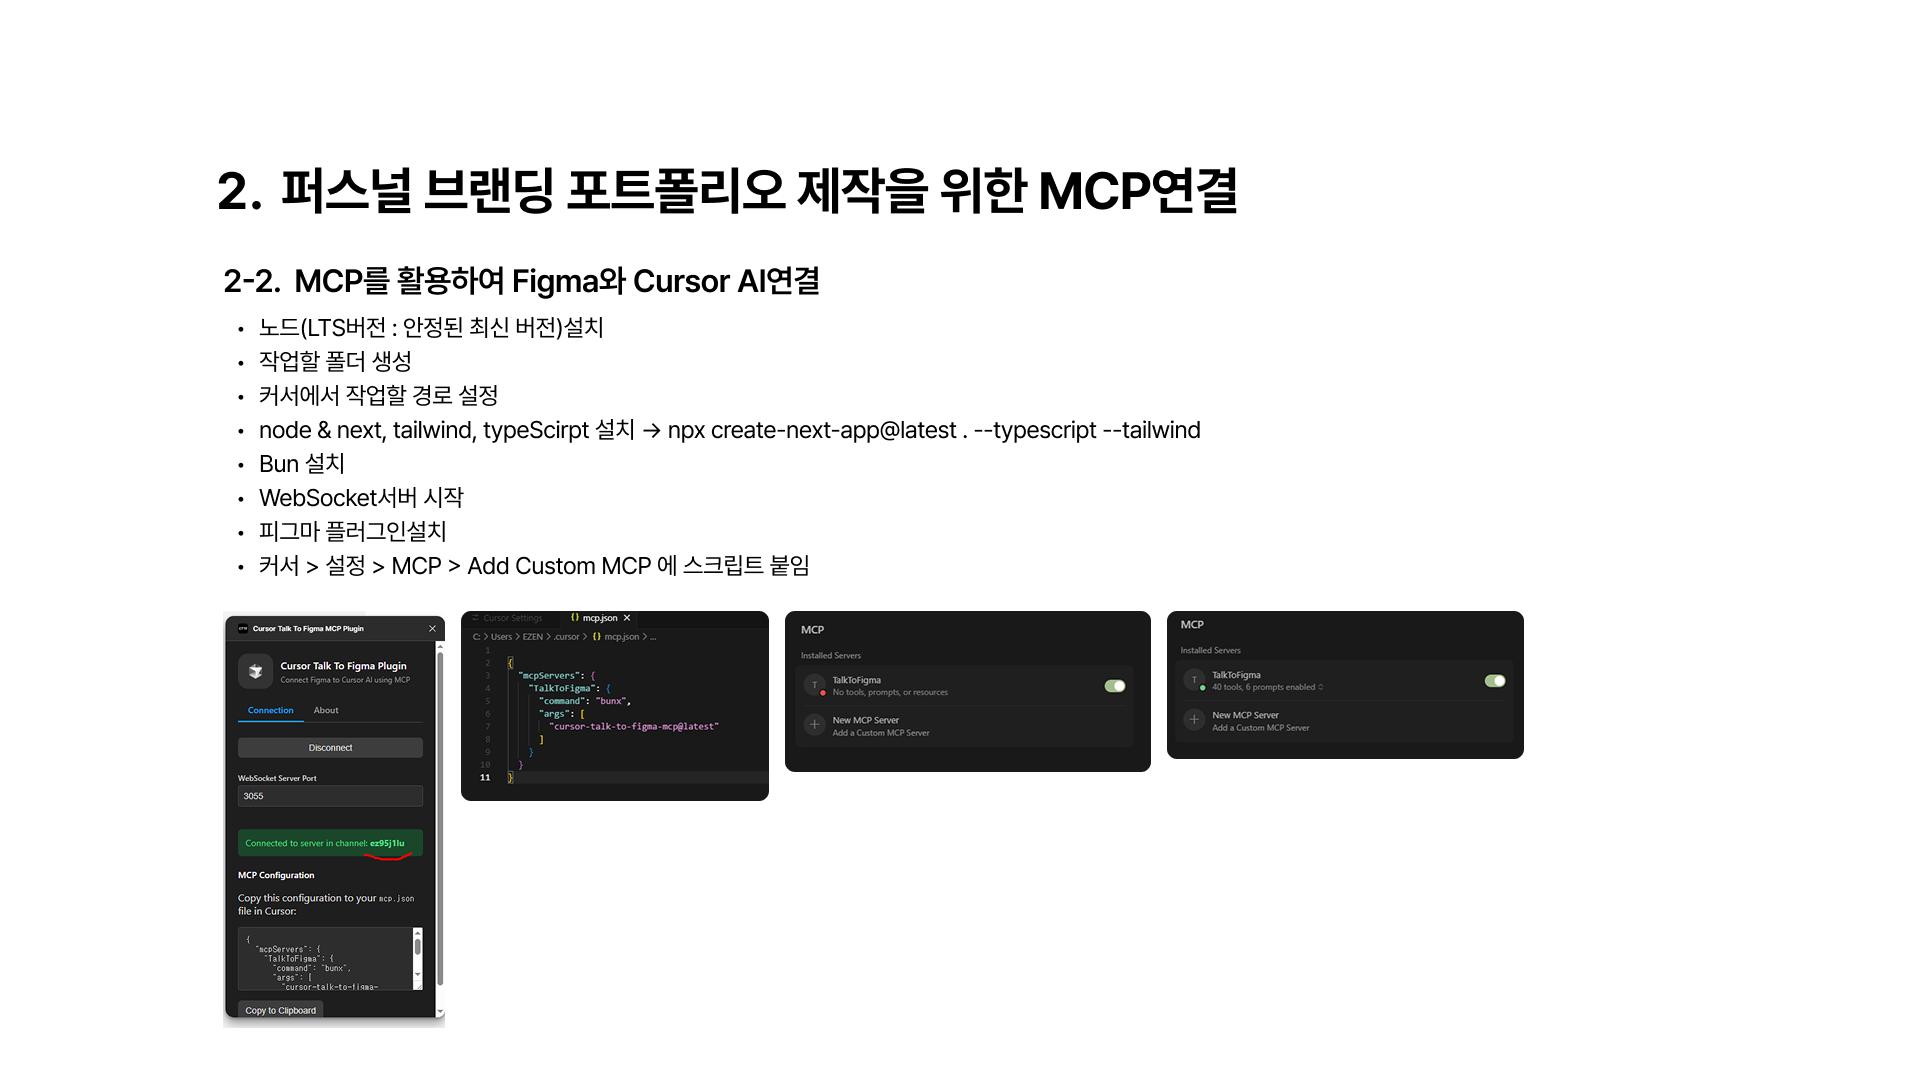 2. 퍼스널 브랜딩 포트폴리오 제작을 위한 MCP연결
2-2. MCP를 활용하여 Figma와 Cursor AI연결
• 노드(LTS버전 : 안정된 최신 버전)설치
• 작업할 폴더 생성
• 커서에서 작업할 경로 설정
• node & next, tailwind, typeScirpt 설치 → npx create-next-app@latest . --typescript --tailwind
• Bun 설치
• WebSocket서버 시작
• 피그마 플러그인설치
• 커서 > 설정 > MCP > Add Custom MCP 에 스크립트 붙임
Cursor Talk To Figma MCP Plugin
Cursor Talk To Figma Plugin
Connect Figma to Cursor AI using MCP
Connection About
Disconnect
WebSocket Server Port
3055
Connected to server in channel: ez95j1lu
MCP Configuration
Copy this configuration to your mcp.json
file in Cursor:
{
"mcpServers": {
"TalkToFigma": {
"command": "bunx",
"args": [
"cursor-talk-to-figma-
Copy to Clipboard
Cursor Settings {} mcp.json ×
C: > Users > EZEN > .cursor > {} mcp.json > ...
1
2 {
3 "mcpServers": {
4 "TalkToFigma": {
5 "command": "bunx",
6 "args": [
7 "cursor-talk-to-figma-mcp@latest"
8 ]
9 }
10 }
11 }
MCP
Installed Servers
T TalkToFigma
No tools, prompts, or resources
New MCP Server
Add a Custom MCP Server
MCP
Installed Servers
T TalkToFigma
40 tools, 6 prompts enabled
New MCP Server
Add a Custom MCP Server